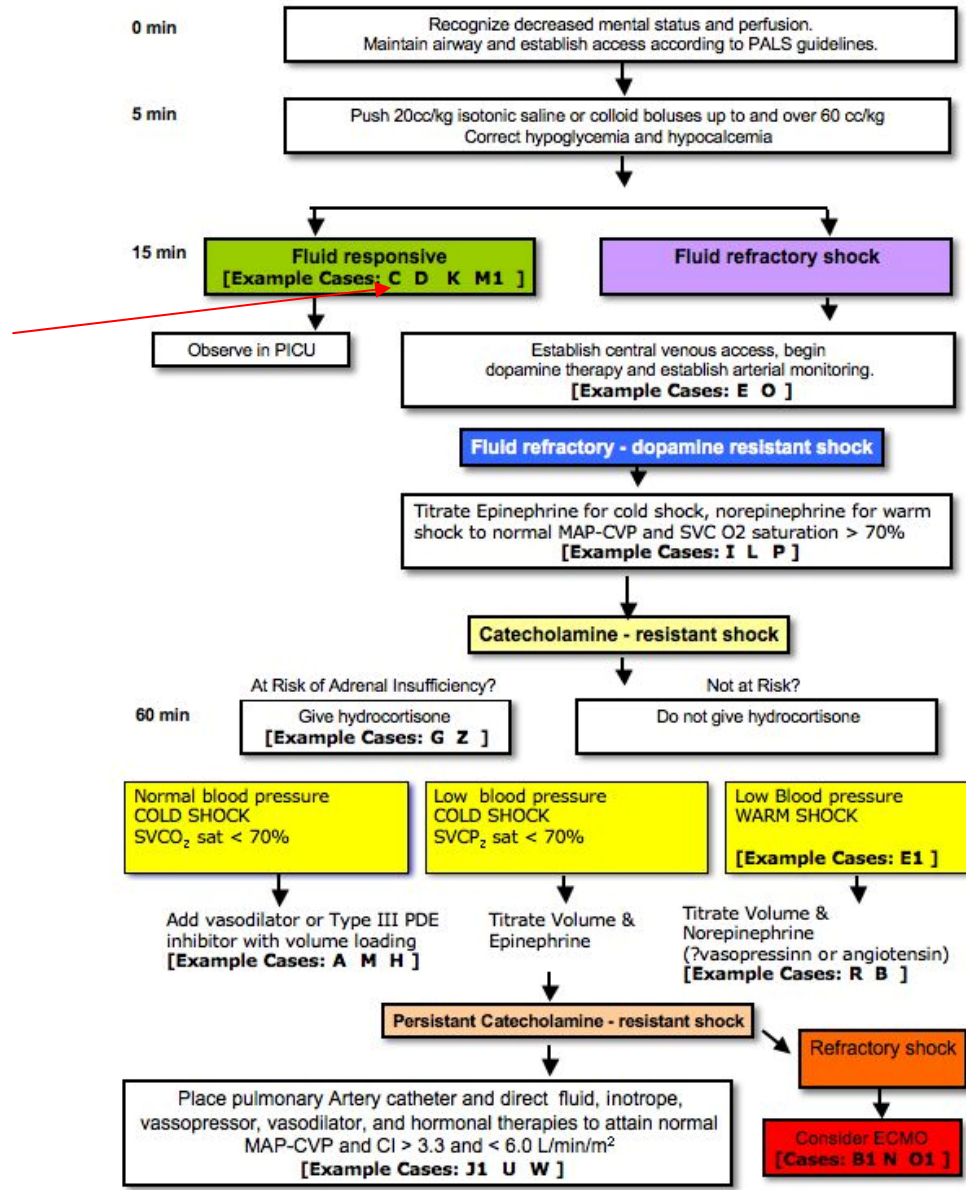 0 min
Recognize decreased mental status and perfusion.
Maintain airway and establish access according to PALS guidelines.
5 min
Push 20cc/kg isotonic saline or colloid boluses up to and over 60 cc/kg
Correct hypoglycemia and hypocalcemia
15 min
Fluid responsive
[Example Cases: C D K M1 ]
Fluid refractory shock
Observe in PICU
Establish central venous access, begin
dopamine therapy and establish arterial monitoring.
[Example Cases: E O ]
Fluid refractory - dopamine resistant shock
Titrate Epinephrine for cold shock, norepinephrine for warm
shock to normal MAP-CVP and SVC O2 saturation > 70%
[Example Cases: I L P ]
Catecholamine - resistant shock
At Risk of Adrenal Insufficiency?
Not at Risk?
60 min
Give hydrocortisone
[Example Cases: G Z ]
Do not give hydrocortisone
Normal blood pressure
COLD SHOCK
SVCO₂ sat < 70%
Low blood pressure
COLD SHOCK
SVCP₂ sat < 70%
Low Blood pressure
WARM SHOCK
[Example Cases: E1 ]
Add vasodilator or Type III PDE
inhibitor with volume loading
[Example Cases: A M H ]
Titrate Volume &
Epinephrine
Titrate Volume &
Norepinephrine
(?vasopressinn or angiotensin)
[Example Cases: R B ]
Persistant Catecholamine - resistant shock
Refractory shock
Place pulmonary Artery catheter and direct fluid, inotrope,
vassopressor, vasodilator, and hormonal therapies to attain normal
MAP-CVP and CI > 3.3 and < 6.0 L/min/m²
[Example Cases: J1 U W ]
Consider ECMO
[Cases: B1 N O1 ]